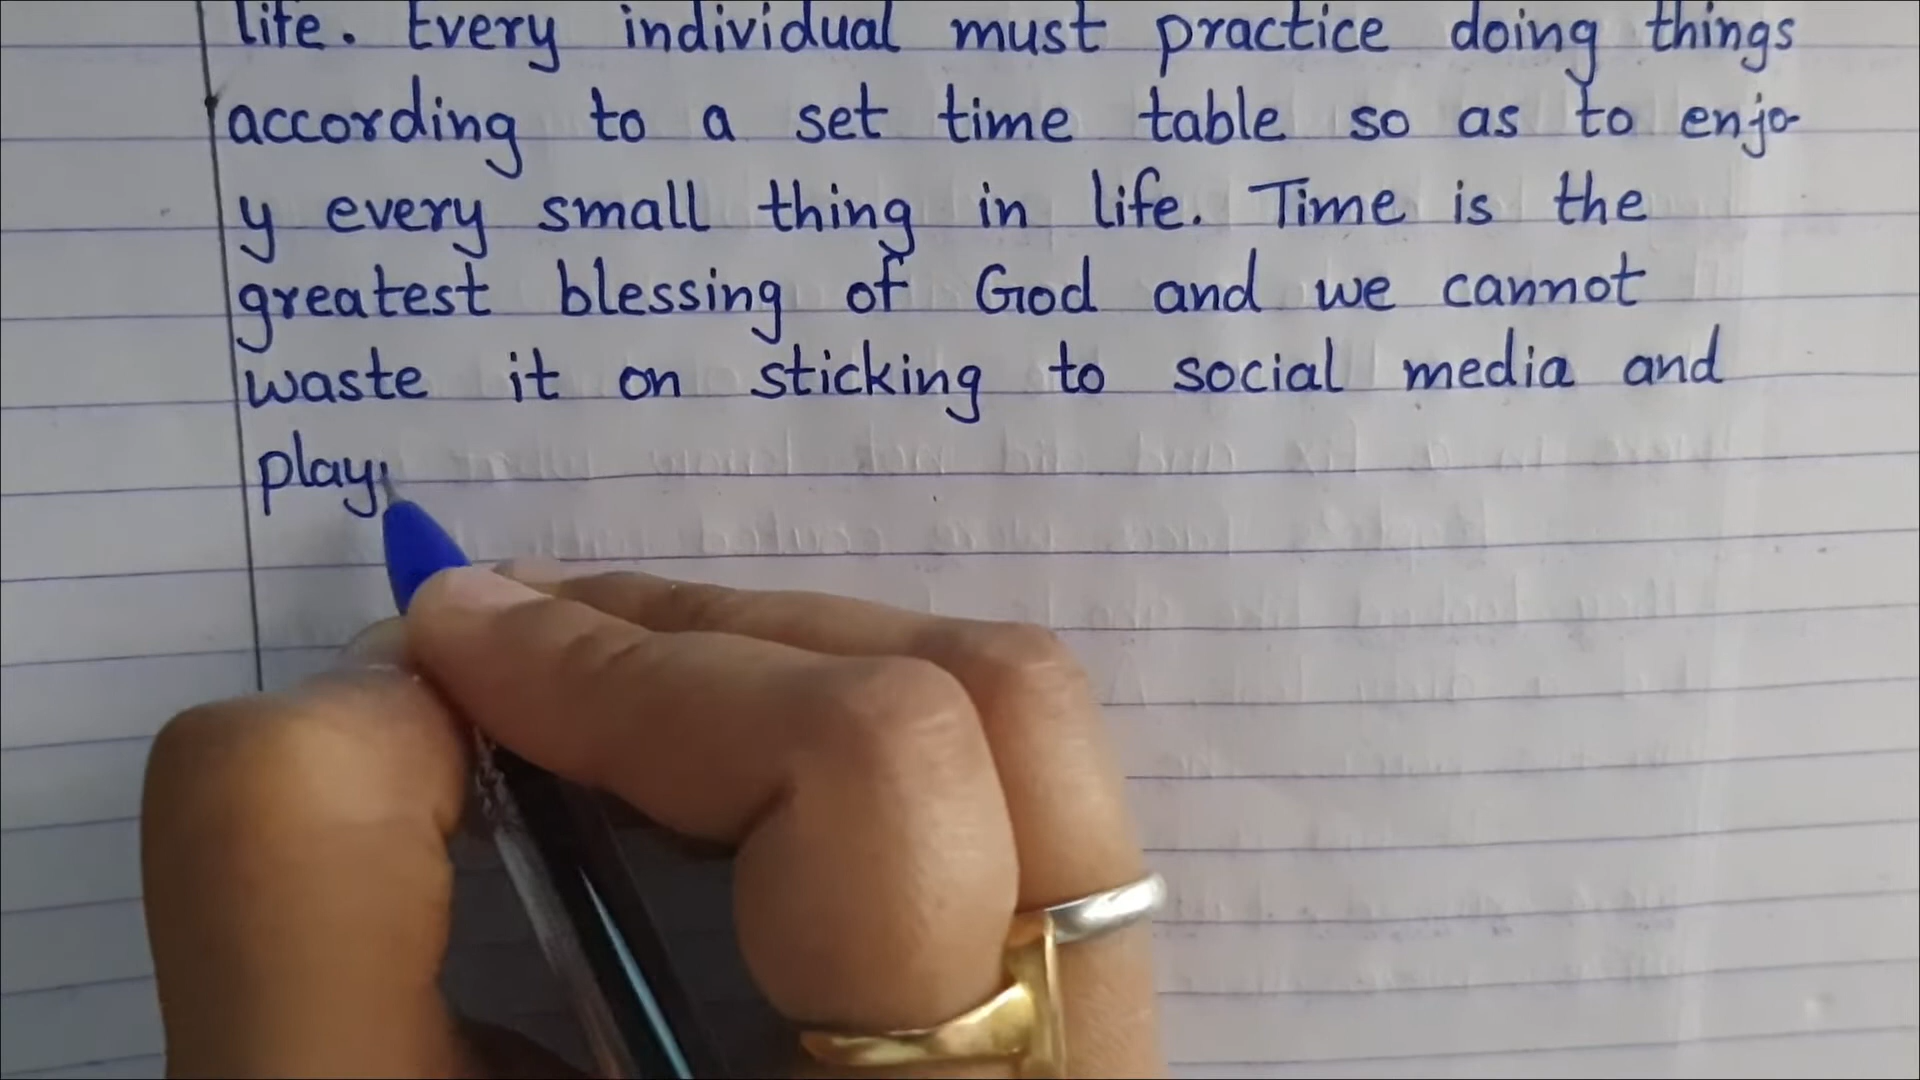 life. Every individual must practice doing things
according to a set time table so as to enjo-
y every small thing in life. Time is the
greatest blessing of God and we cannot
waste it on sticking to social media and
play